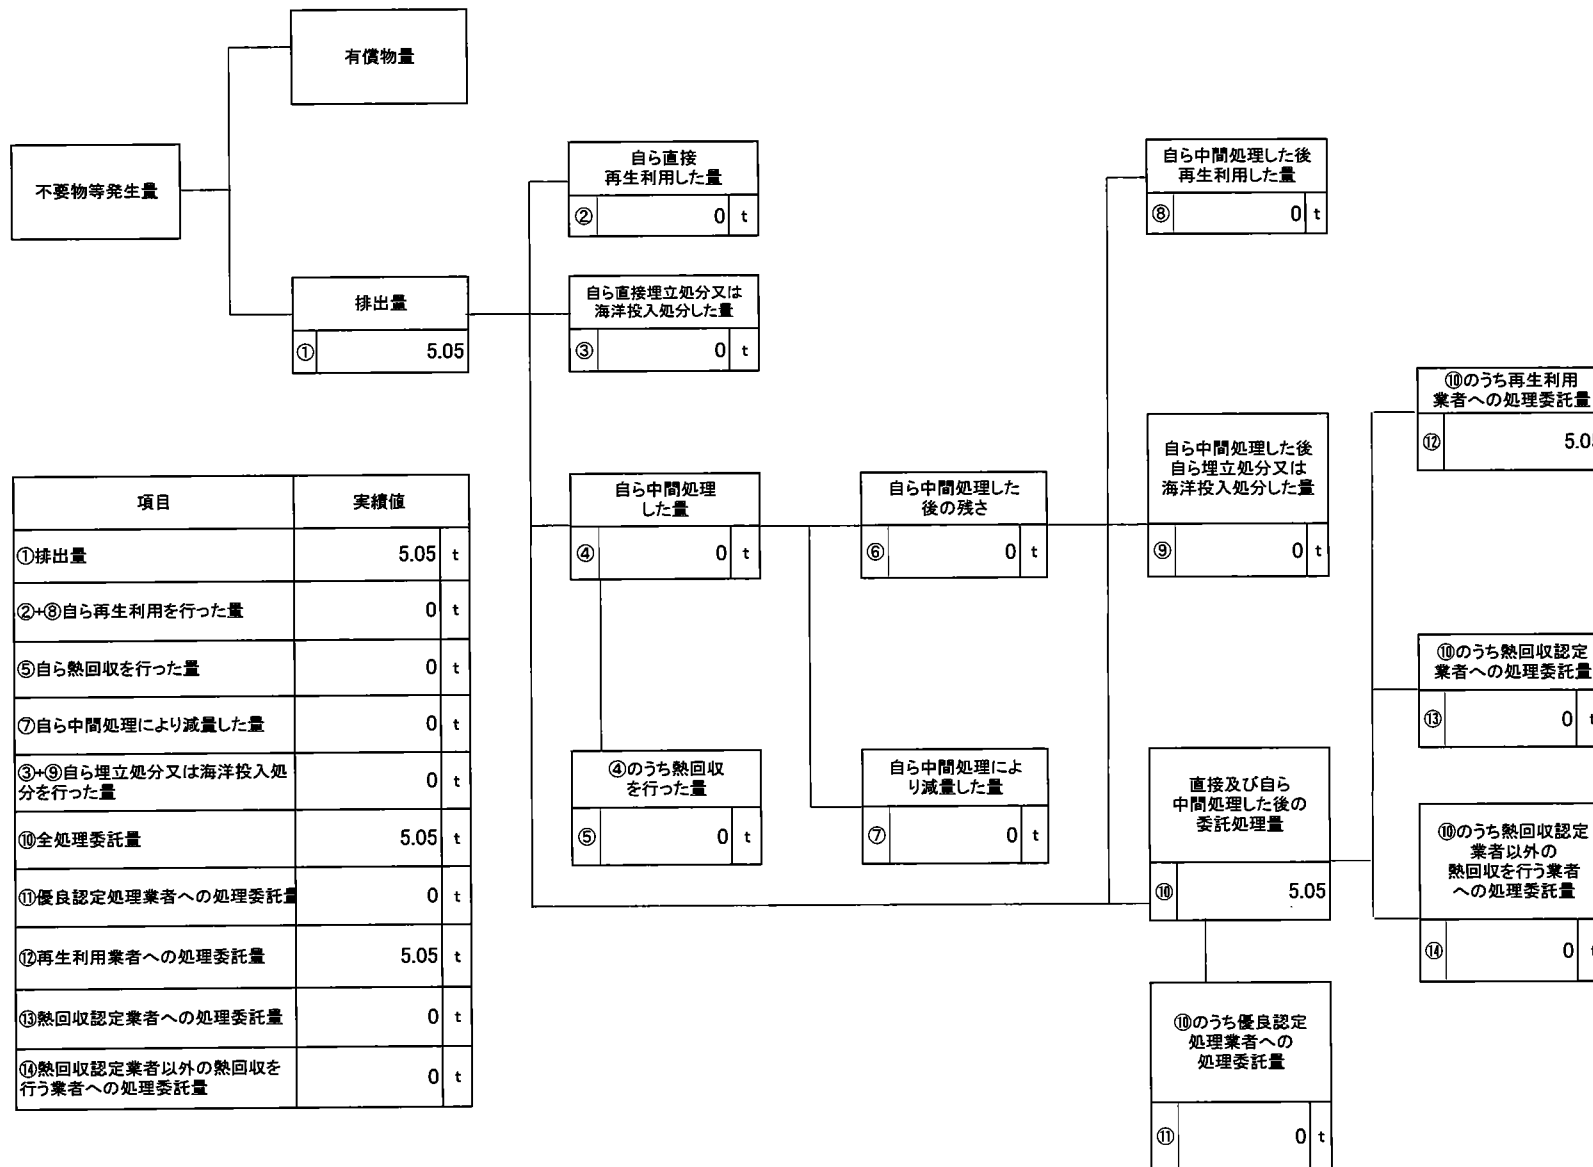 有償物量
不要物等発生量
排出量
① 5.05
自ら直接
再生利用した量
② 0 t
自ら直接埋立処分又は
海洋投入処分した量
③ 0 t
自ら中間処理
した量
④ 0 t
④のうち熱回収
を行った量
⑤ 0 t
自ら中間処理した
後の残さ
⑥ 0 t
自ら中間処理によ
り減量した量
⑦ 0 t
自ら中間処理した後
再生利用した量
⑧ 0 t
自ら中間処理した後
自ら埋立処分又は
海洋投入処分した量
⑨ 0 t
直接及び自ら
中間処理した後の
委託処理量
⑩ 5.05
⑩のうち優良認定
処理業者への
処理委託量
⑪ 0 t
⑩のうち再生利用
業者への処理委託量
⑫ 5.05
⑩のうち熱回収認定
業者への処理委託量
⑬ 0 t
⑩のうち熱回収認定
業者以外の
熱回収を行う業者
への処理委託量
⑭ 0 t
項目 実績値
①排出量 5.05 t
②+⑧自ら再生利用を行った量 0 t
⑤自ら熱回収を行った量 0 t
⑦自ら中間処理により減量した量 0 t
③+⑨自ら埋立処分又は海洋投入処
分を行った量 0 t
⑩全処理委託量 5.05 t
⑪優良認定処理業者への処理委託量 0 t
⑫再生利用業者への処理委託量 5.05 t
⑬熱回収認定業者への処理委託量 0 t
⑭熱回収認定業者以外の熱回収を
行う業者への処理委託量 0 t